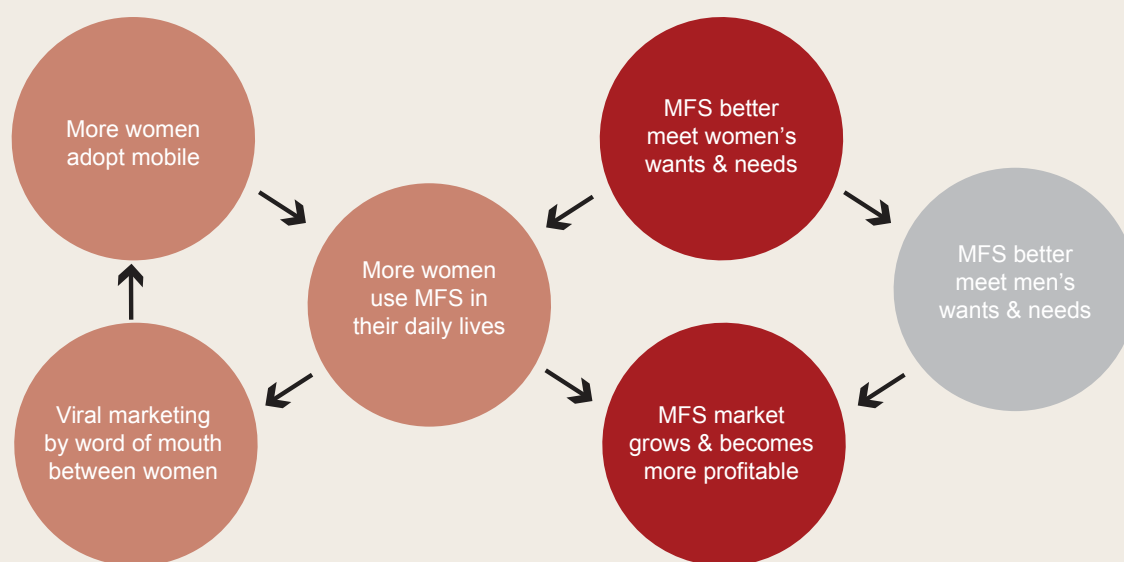 More women
adopt mobile
MFS better
meet women’s
wants & needs
More women
use MFS in
their daily lives
MFS better
meet men’s
wants & needs
Viral marketing
by word of mouth
between women
MFS market
grows & becomes
more profitable